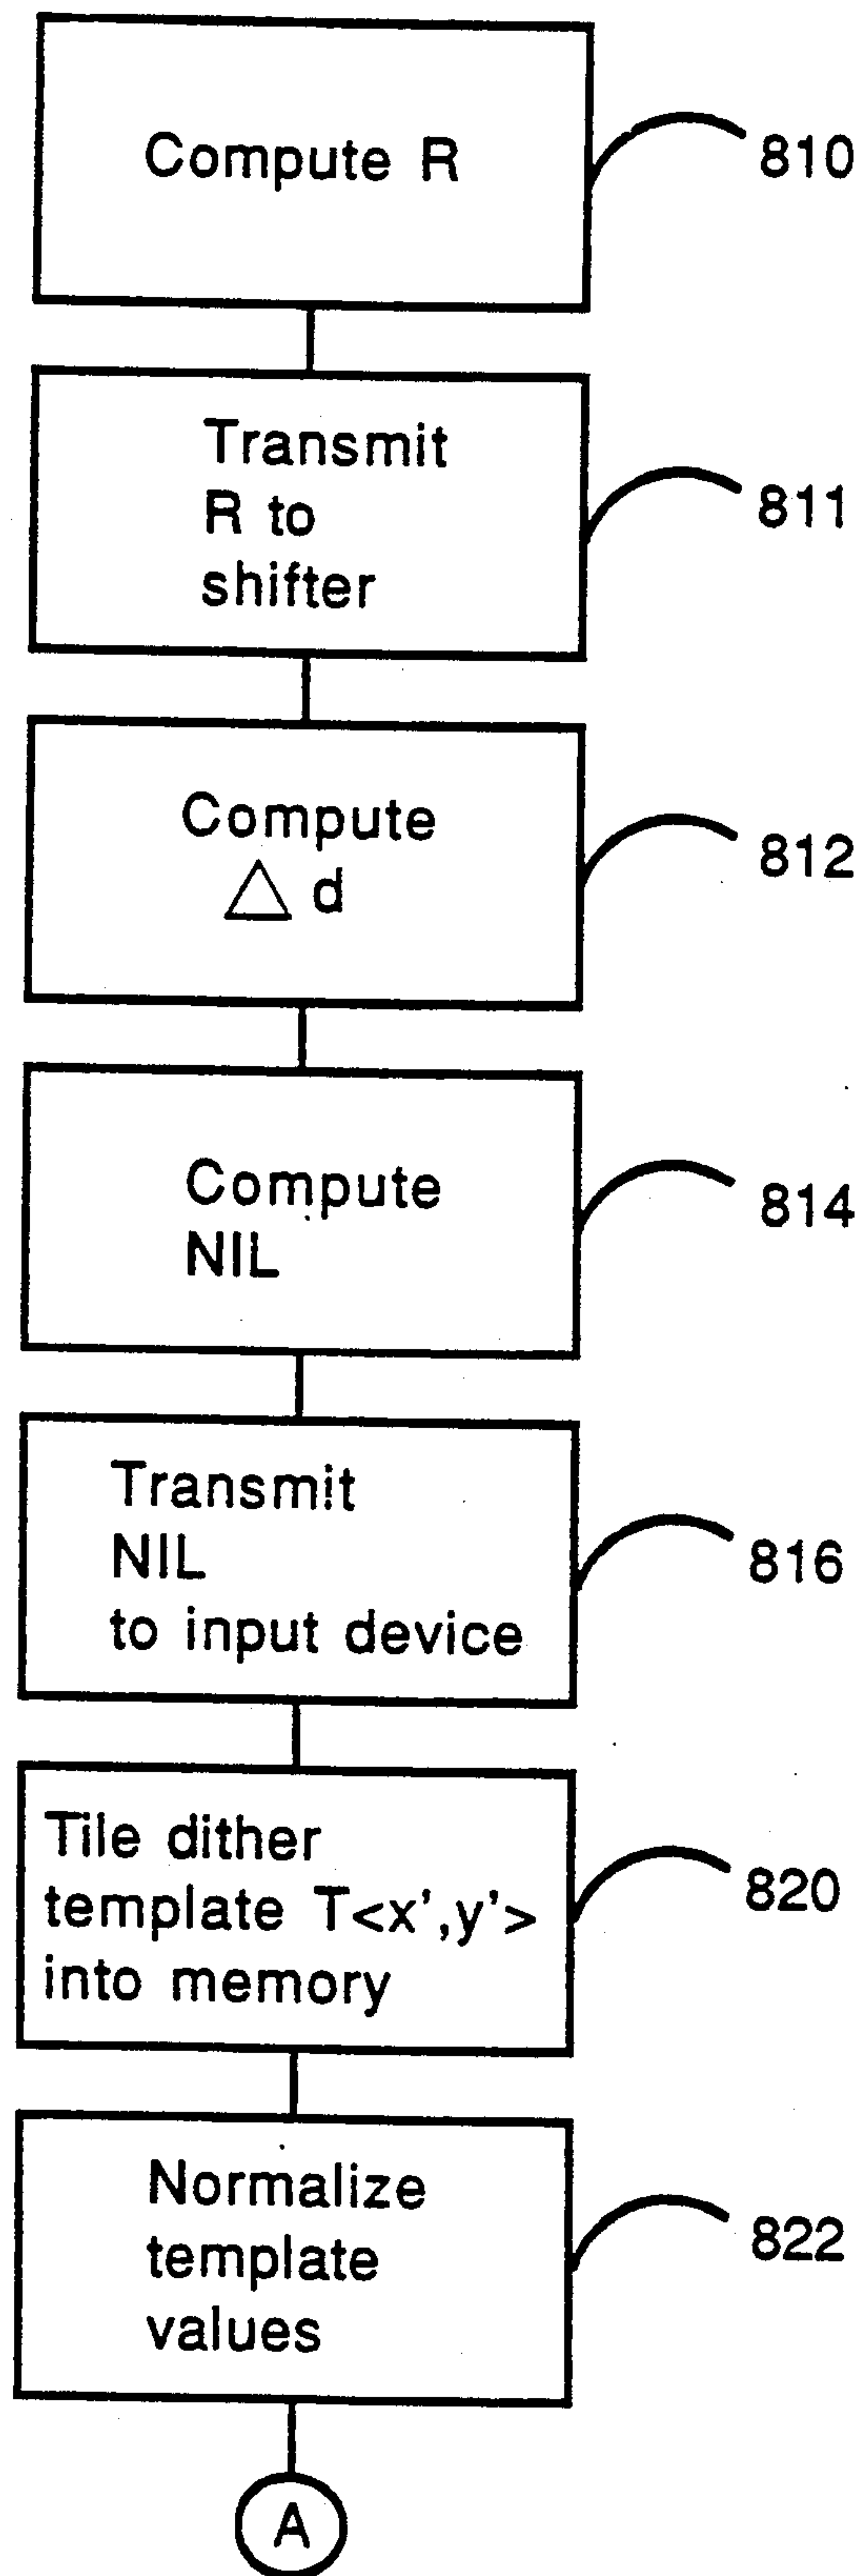 Compute R
810
Transmit
R to
shifter
811
Compute
△ d
812
Compute
NIL
814
Transmit
NIL
to input device
816
Tile dither
template T<x',y'>
into memory
820
Normalize
template
values
822
A